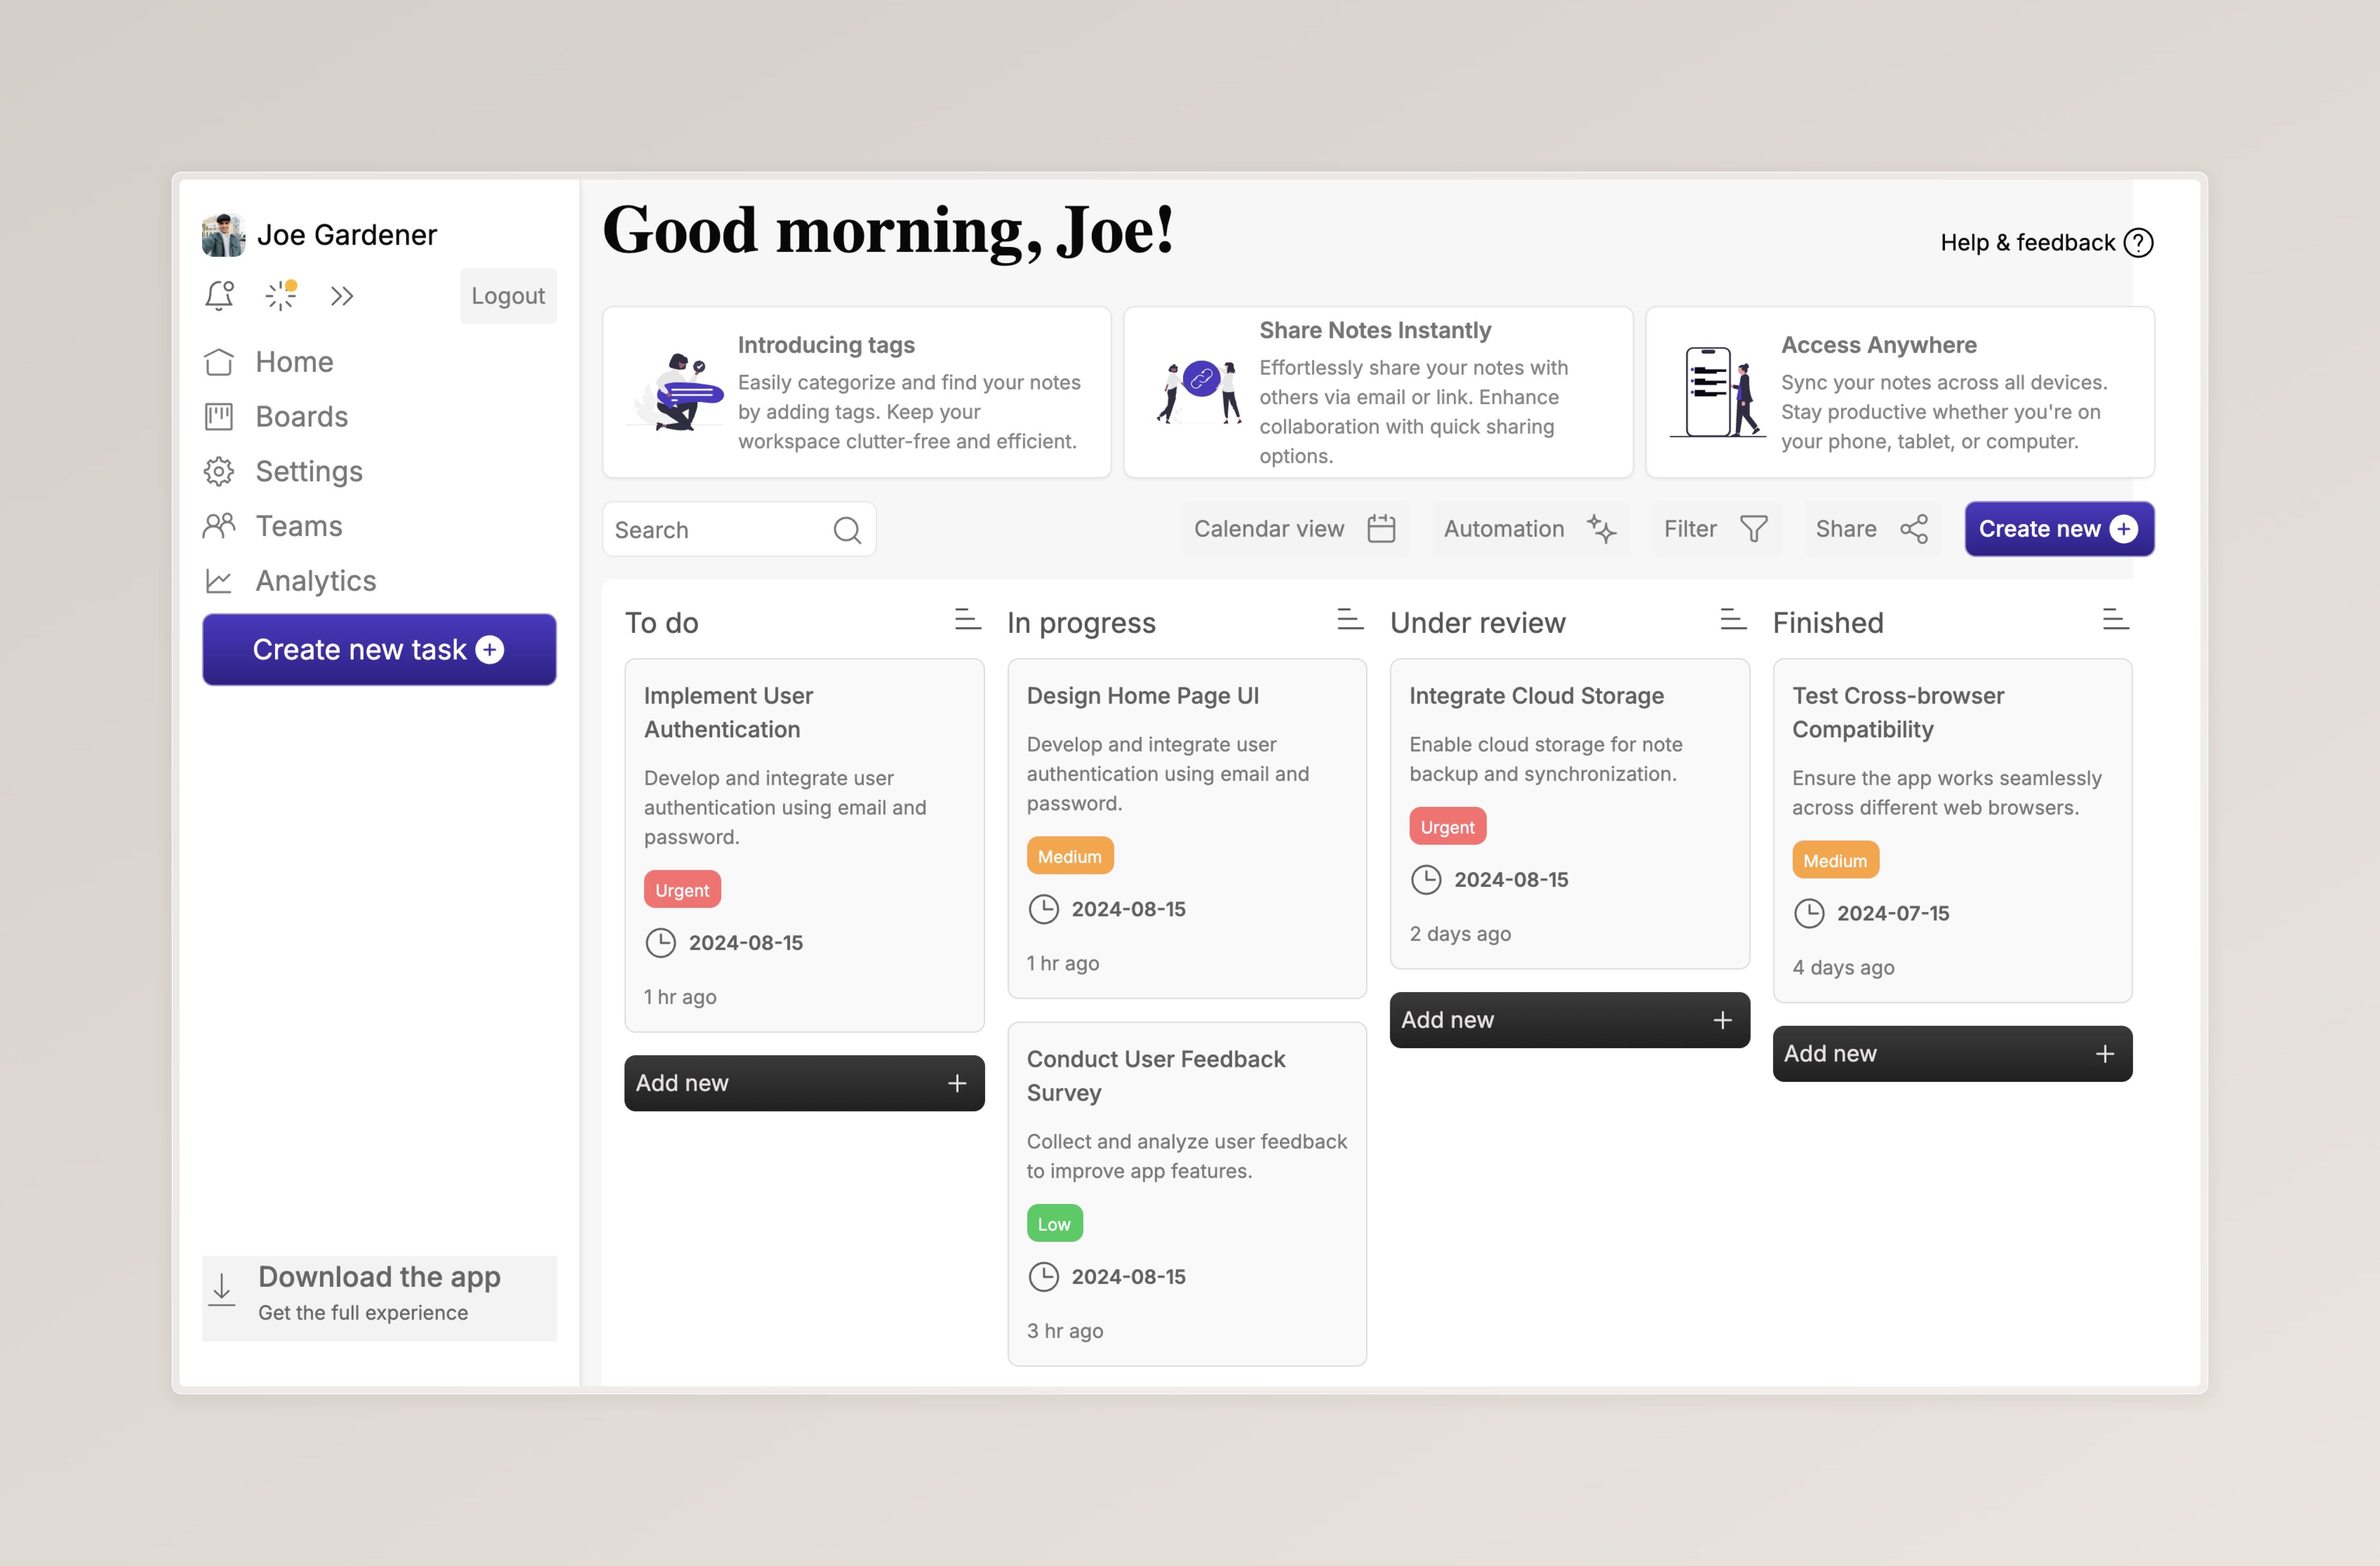 Joe Gardener
Logout
Home
Boards
Settings
Teams
Analytics
Create new task
Download the app
Get the full experience
Good morning, Joe!
Help & feedback
Introducing tags
Easily categorize and find your notes
by adding tags. Keep your
workspace clutter-free and efficient.
Share Notes Instantly
Effortlessly share your notes with
others via email or link. Enhance
collaboration with quick sharing
options.
Access Anywhere
Sync your notes across all devices.
Stay productive whether you're on
your phone, tablet, or computer.
Search
Calendar view
Automation
Filter
Share
Create new
To do
Implement User
Authentication
Develop and integrate user
authentication using email and
password.
Urgent
2024-08-15
1 hr ago
Add new
In progress
Design Home Page UI
Develop and integrate user
authentication using email and
password.
Medium
2024-08-15
1 hr ago
Conduct User Feedback
Survey
Collect and analyze user feedback
to improve app features.
Low
2024-08-15
3 hr ago
Under review
Integrate Cloud Storage
Enable cloud storage for note
backup and synchronization.
Urgent
2024-08-15
2 days ago
Add new
Finished
Test Cross-browser
Compatibility
Ensure the app works seamlessly
across different web browsers.
Medium
2024-07-15
4 days ago
Add new